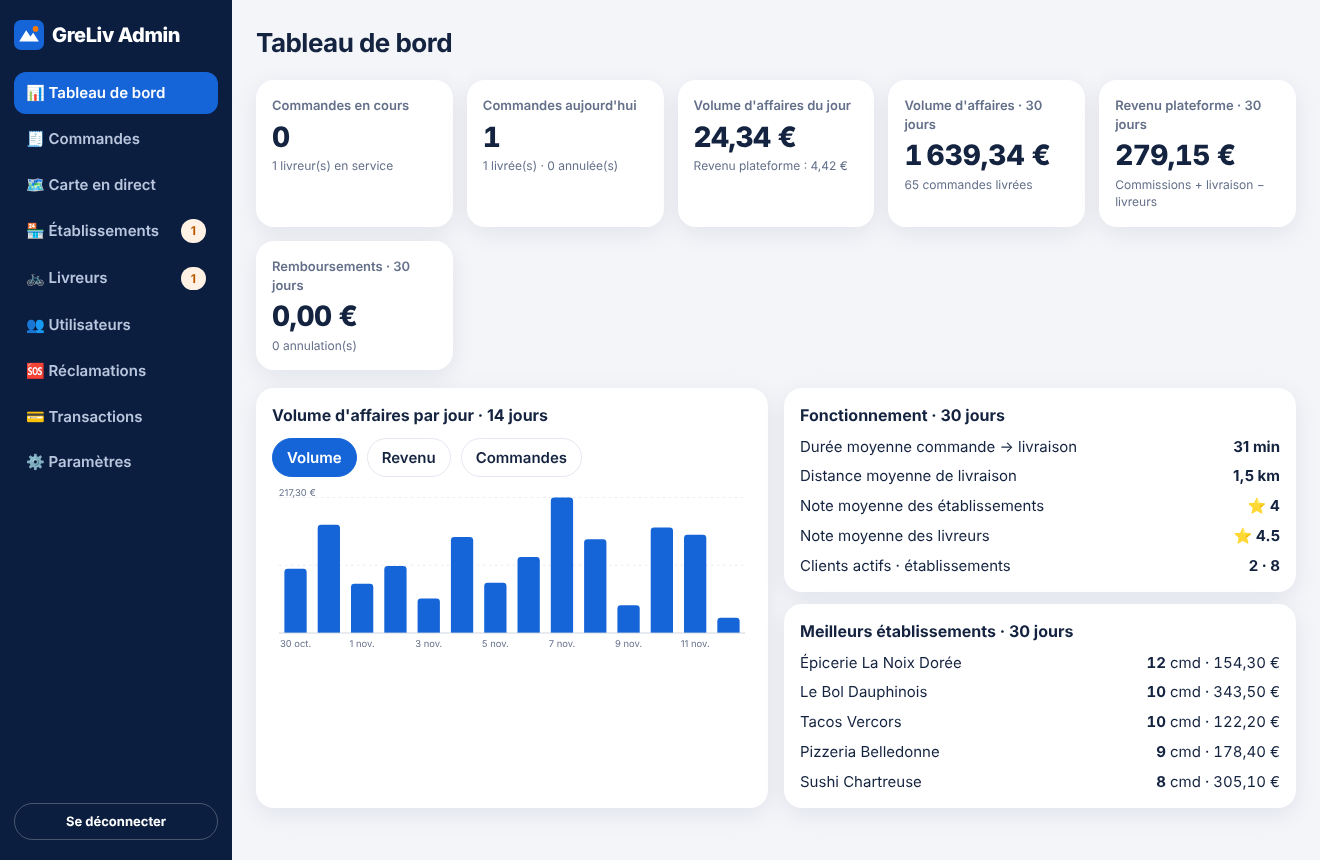 GreLiv Admin
📊 Tableau de bord
🧾 Commandes
🗺️ Carte en direct
🏪 Établissements 1
🚲 Livreurs 1
👥 Utilisateurs
🆘 Réclamations
💳 Transactions
⚙️ Paramètres
Se déconnecter
Tableau de bord
Commandes en cours
0
1 livreur(s) en service
Commandes aujourd'hui
1
1 livrée(s) · 0 annulée(s)
Volume d'affaires du jour
24,34 €
Revenu plateforme : 4,42 €
Volume d'affaires · 30
jours
1 639,34 €
65 commandes livrées
Revenu plateforme · 30
jours
279,15 €
Commissions + livraison −
livreurs
Remboursements · 30
jours
0,00 €
0 annulation(s)
Volume d'affaires par jour · 14 jours
Volume Revenu Commandes
217,30 €
30 oct. 1 nov. 3 nov. 5 nov. 7 nov. 9 nov. 11 nov.
Fonctionnement · 30 jours
Durée moyenne commande → livraison 31 min
Distance moyenne de livraison 1,5 km
Note moyenne des établissements ⭐ 4
Note moyenne des livreurs ⭐ 4.5
Clients actifs · établissements 2 · 8
Meilleurs établissements · 30 jours
Épicerie La Noix Dorée 12 cmd · 154,30 €
Le Bol Dauphinois 10 cmd · 343,50 €
Tacos Vercors 10 cmd · 122,20 €
Pizzeria Belledonne 9 cmd · 178,40 €
Sushi Chartreuse 8 cmd · 305,10 €